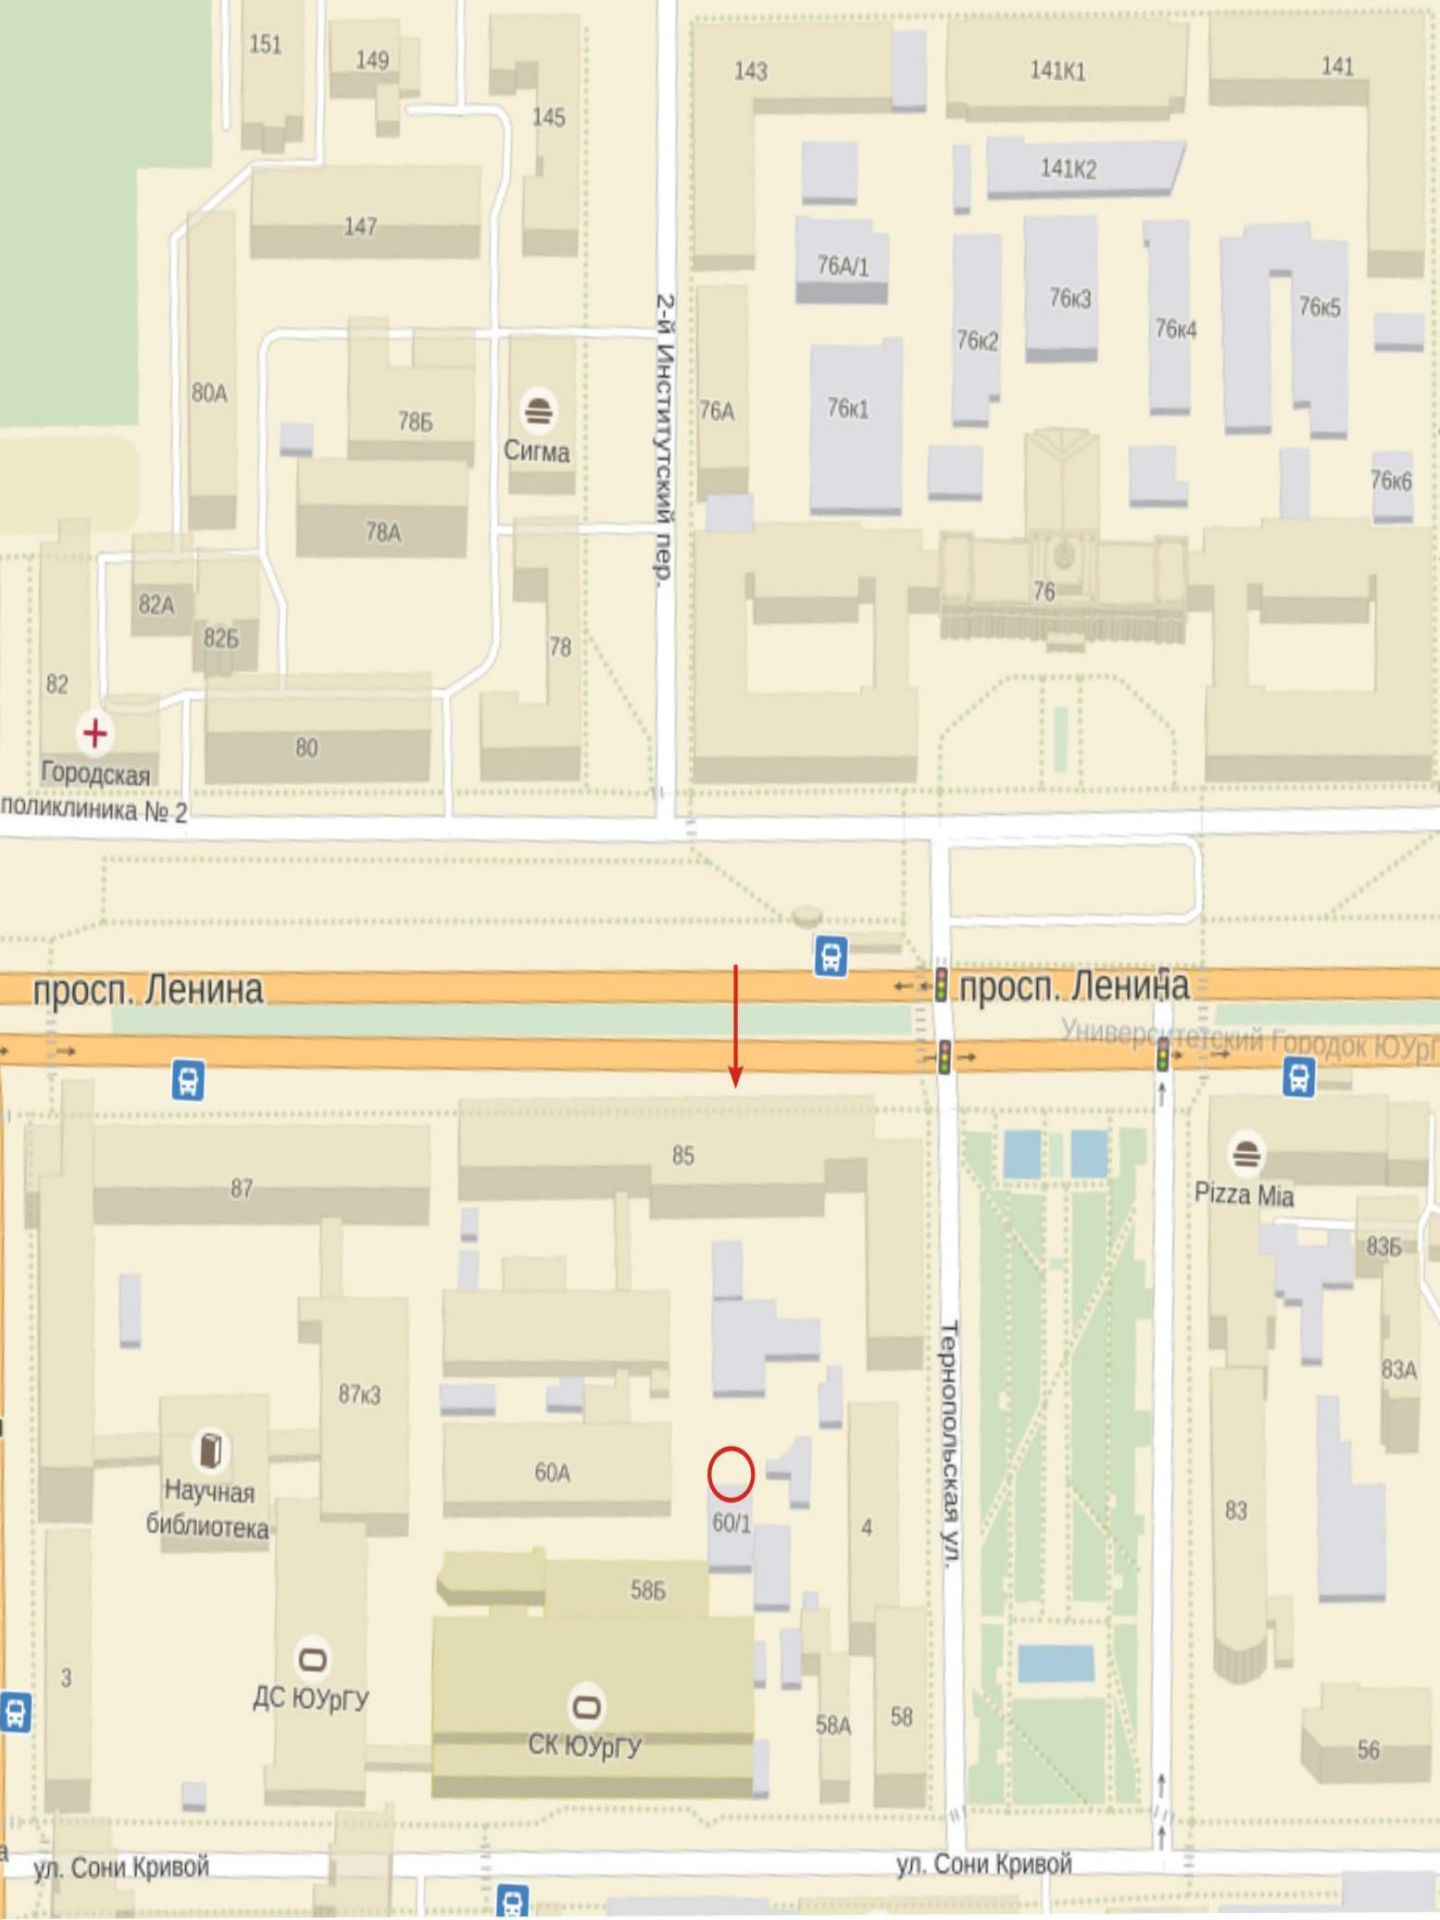 151
149
145
143
141К1
141
141К2
147
76А/1
76к3
76к5
76к2
76к4
80А
78Б
76А
76к1
Сигма
2-й Институтский пер.
76к6
78А
82А
82Б
78
76
82
80
Городская
поликлиника № 2
просп. Ленина
просп. Ленина
Университетский Городок ЮУрГ
85
87
Pizza Mia
83Б
87к3
83А
60А
Научная
библиотека
60/1
4
Тернопольская ул.
83
58Б
3
ДС ЮУрГУ
СК ЮУрГУ
58А
58
56
а
ул. Сони Кривой
ул. Сони Кривой